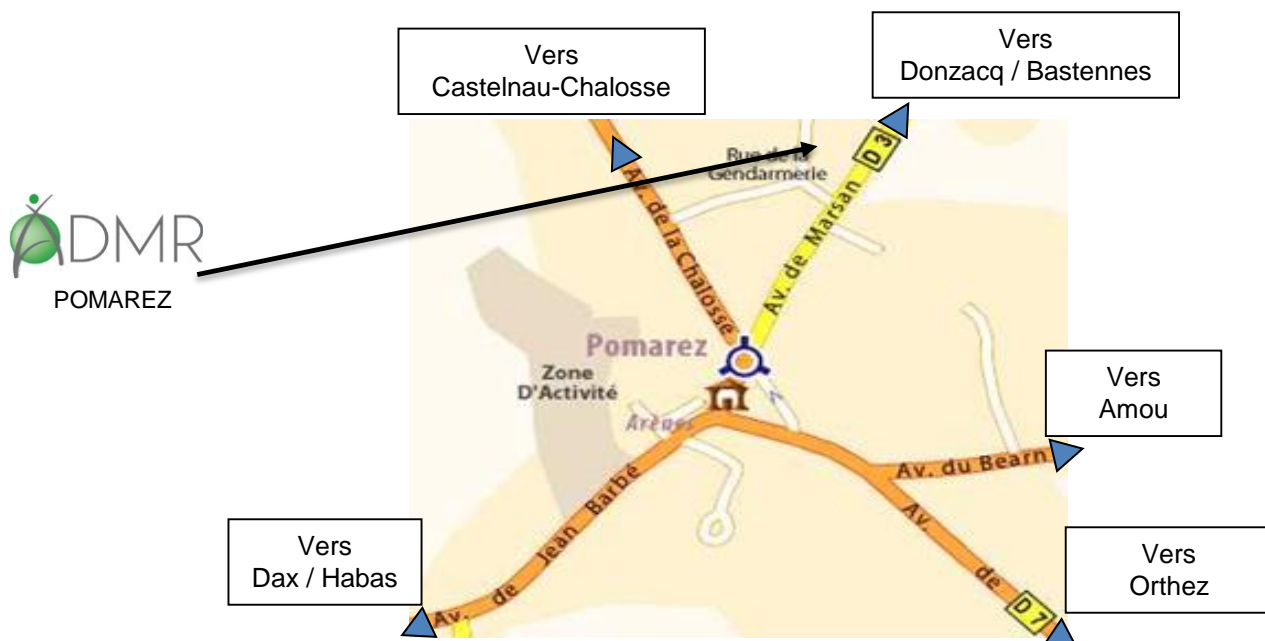 Vers
Castelnau-Chalosse
Vers
Donzacq / Bastennes
Rue de la
Gendarmerie
D 3
Av. de la Chalosse
Av. de Marsan
ADMR
POMAREZ
Pomarez
Zone
D'Activité
Arènes
Vers
Amou
Av. du Bearn
Av. de Jean Barbé
Av. de
Vers
Dax / Habas
Vers
Orthez
D 7